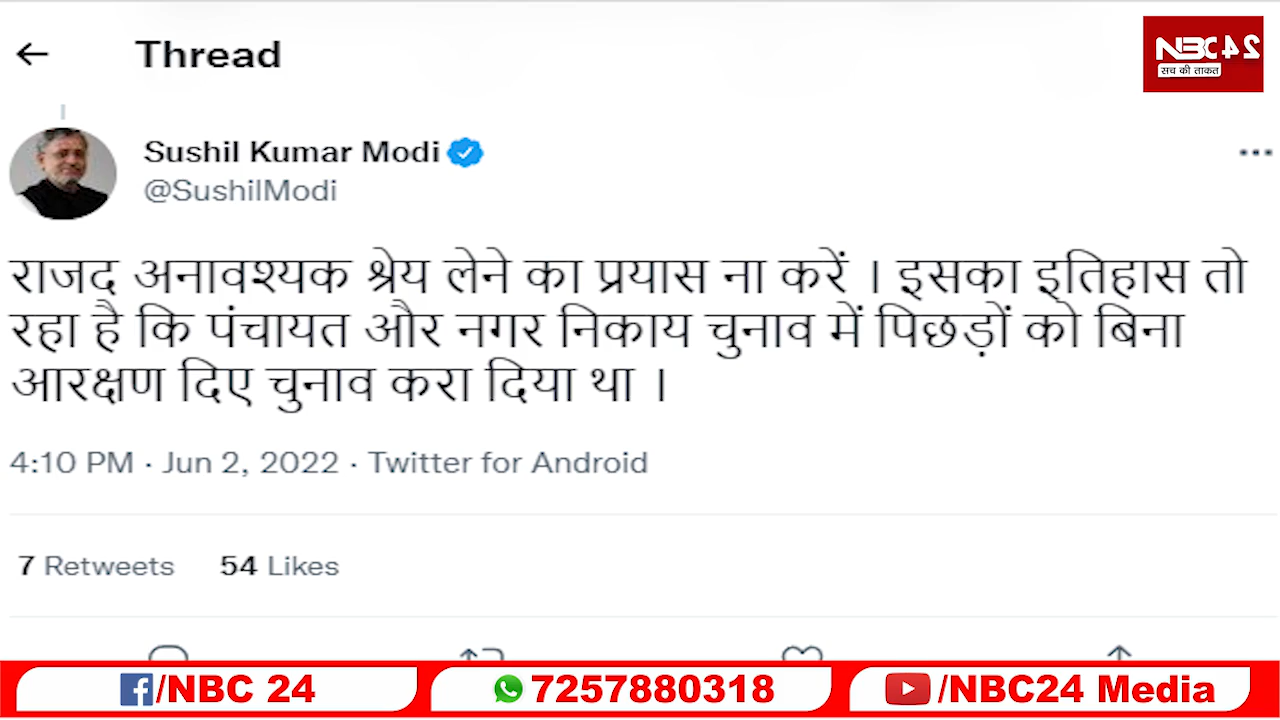 Thread
NBC 24
सच की ताकत
Sushil Kumar Modi
@SushilModi
राजद अनावश्यक श्रेय लेने का प्रयास ना करें । इसका इतिहास तो
रहा है कि पंचायत और नगर निकाय चुनाव में पिछड़ों को बिना
आरक्षण दिए चुनाव करा दिया था ।
4:10 PM · Jun 2, 2022 · Twitter for Android
7 Retweets 54 Likes
/NBC 24 7257880318 /NBC24 Media